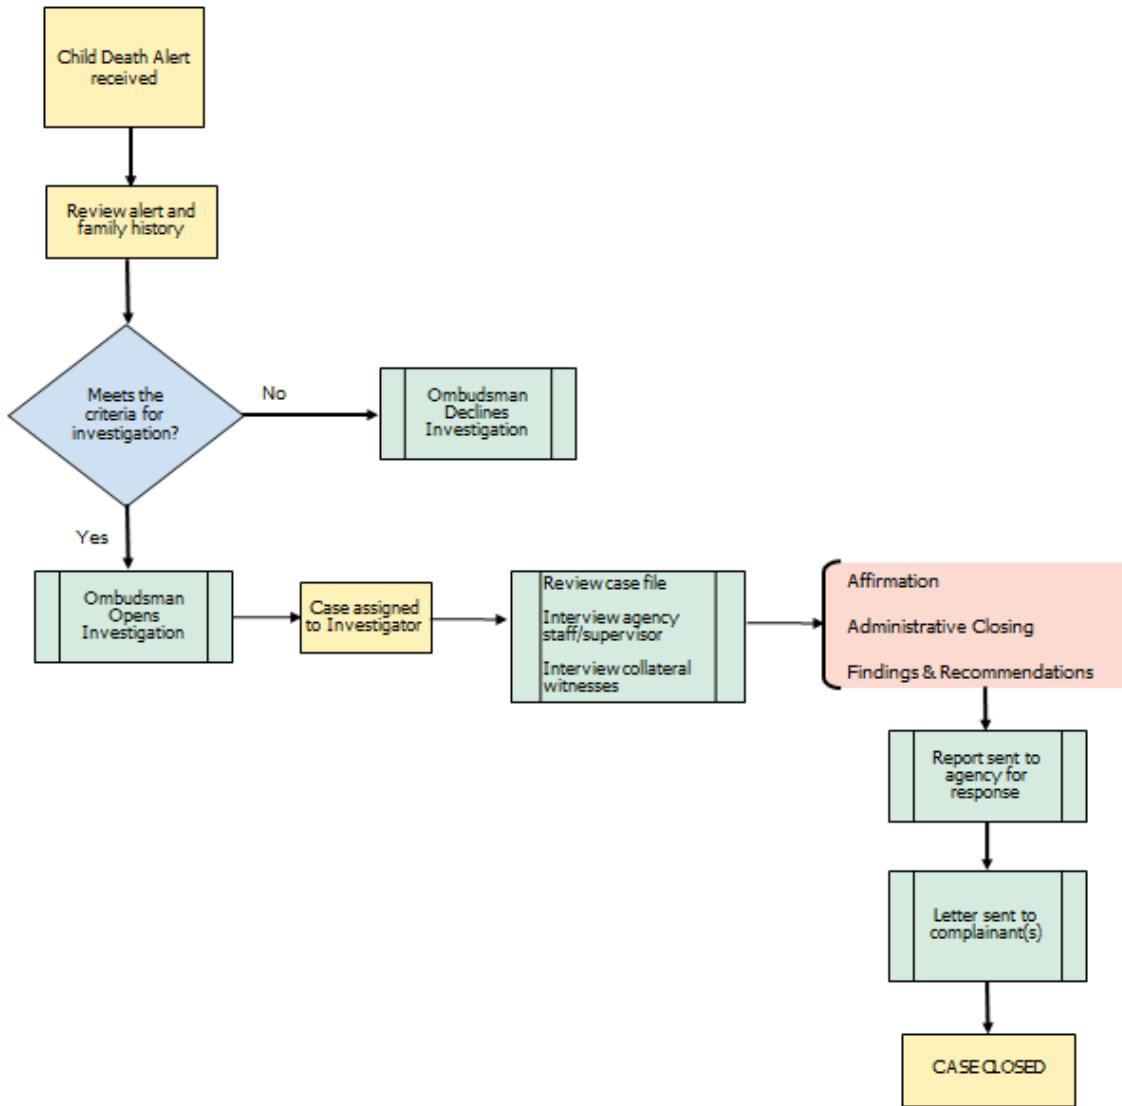 Child Death Alert
received
Review alert and
family history
Meets the
criteria for
investigation?
No
Ombudsman
Declines
Investigation
Yes
Ombudsman
Opens
Investigation
Case assigned
to Investigator
Review case file
Interview agency
staff/supervisor
Interview collateral
witnesses
Affirmation
Administrative Closing
Findings & Recommendations
Report sent to
agency for
response
Letter sent to
complainant(s)
CASE CLOSED